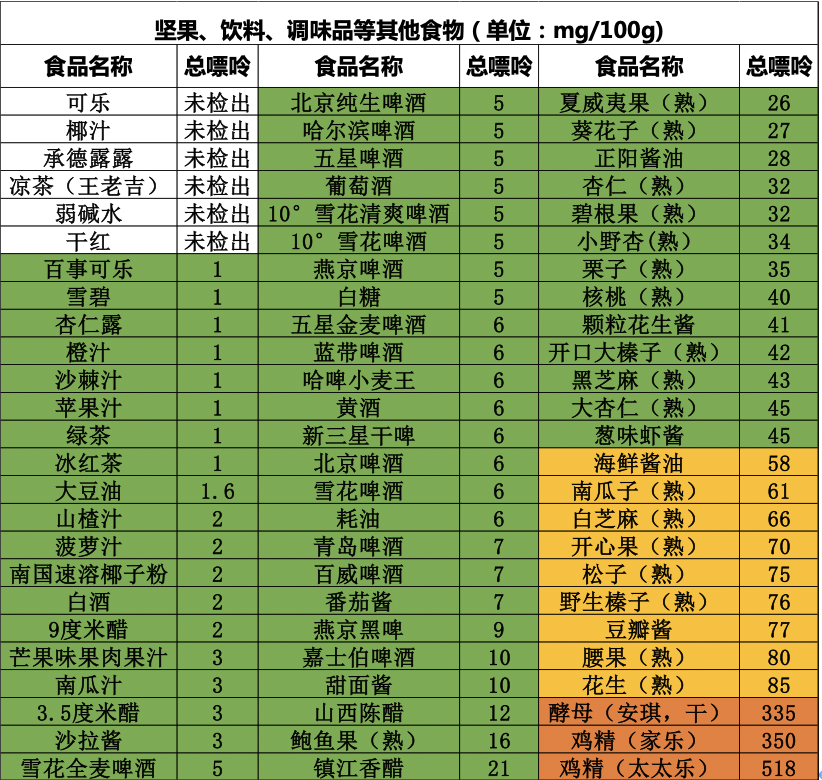 坚果、饮料、调味品等其他食物（单位：mg/100g)
食品名称 总嘌呤 食品名称 总嘌呤 食品名称 总嘌呤
可乐 未检出 北京纯生啤酒 5 夏威夷果（熟） 26
椰汁 未检出 哈尔滨啤酒 5 葵花子（熟） 27
承德露露 未检出 五星啤酒 5 正阳酱油 28
凉茶（王老吉） 未检出 葡萄酒 5 杏仁（熟） 32
弱碱水 未检出 10°雪花清爽啤酒 5 碧根果（熟） 32
干红 未检出 10°雪花啤酒 5 小野杏(熟） 34
百事可乐 1 燕京啤酒 5 栗子（熟） 35
雪碧 1 白糖 5 核桃（熟） 40
杏仁露 1 五星金麦啤酒 6 颗粒花生酱 41
橙汁 1 蓝带啤酒 6 开口大榛子（熟） 42
沙棘汁 1 哈啤小麦王 6 黑芝麻（熟） 43
苹果汁 1 黄酒 6 大杏仁（熟） 45
绿茶 1 新三星干啤 6 葱味虾酱 45
冰红茶 1 北京啤酒 6 海鲜酱油 58
大豆油 1.6 雪花啤酒 6 南瓜子（熟） 61
山楂汁 2 耗油 6 白芝麻（熟） 66
菠萝汁 2 青岛啤酒 7 开心果（熟） 70
南国速溶椰子粉 2 百威啤酒 7 松子（熟） 75
白酒 2 番茄酱 7 野生榛子（熟） 76
9度米醋 2 燕京黑啤 9 豆瓣酱 77
芒果味果肉果汁 3 嘉士伯啤酒 10 腰果（熟） 80
南瓜汁 3 甜面酱 10 花生（熟） 85
3.5度米醋 3 山西陈醋 12 酵母（安琪，干） 335
沙拉酱 3 鲍鱼果（熟） 16 鸡精（家乐） 350
雪花全麦啤酒 5 镇江香醋 21 鸡精（太太乐） 518